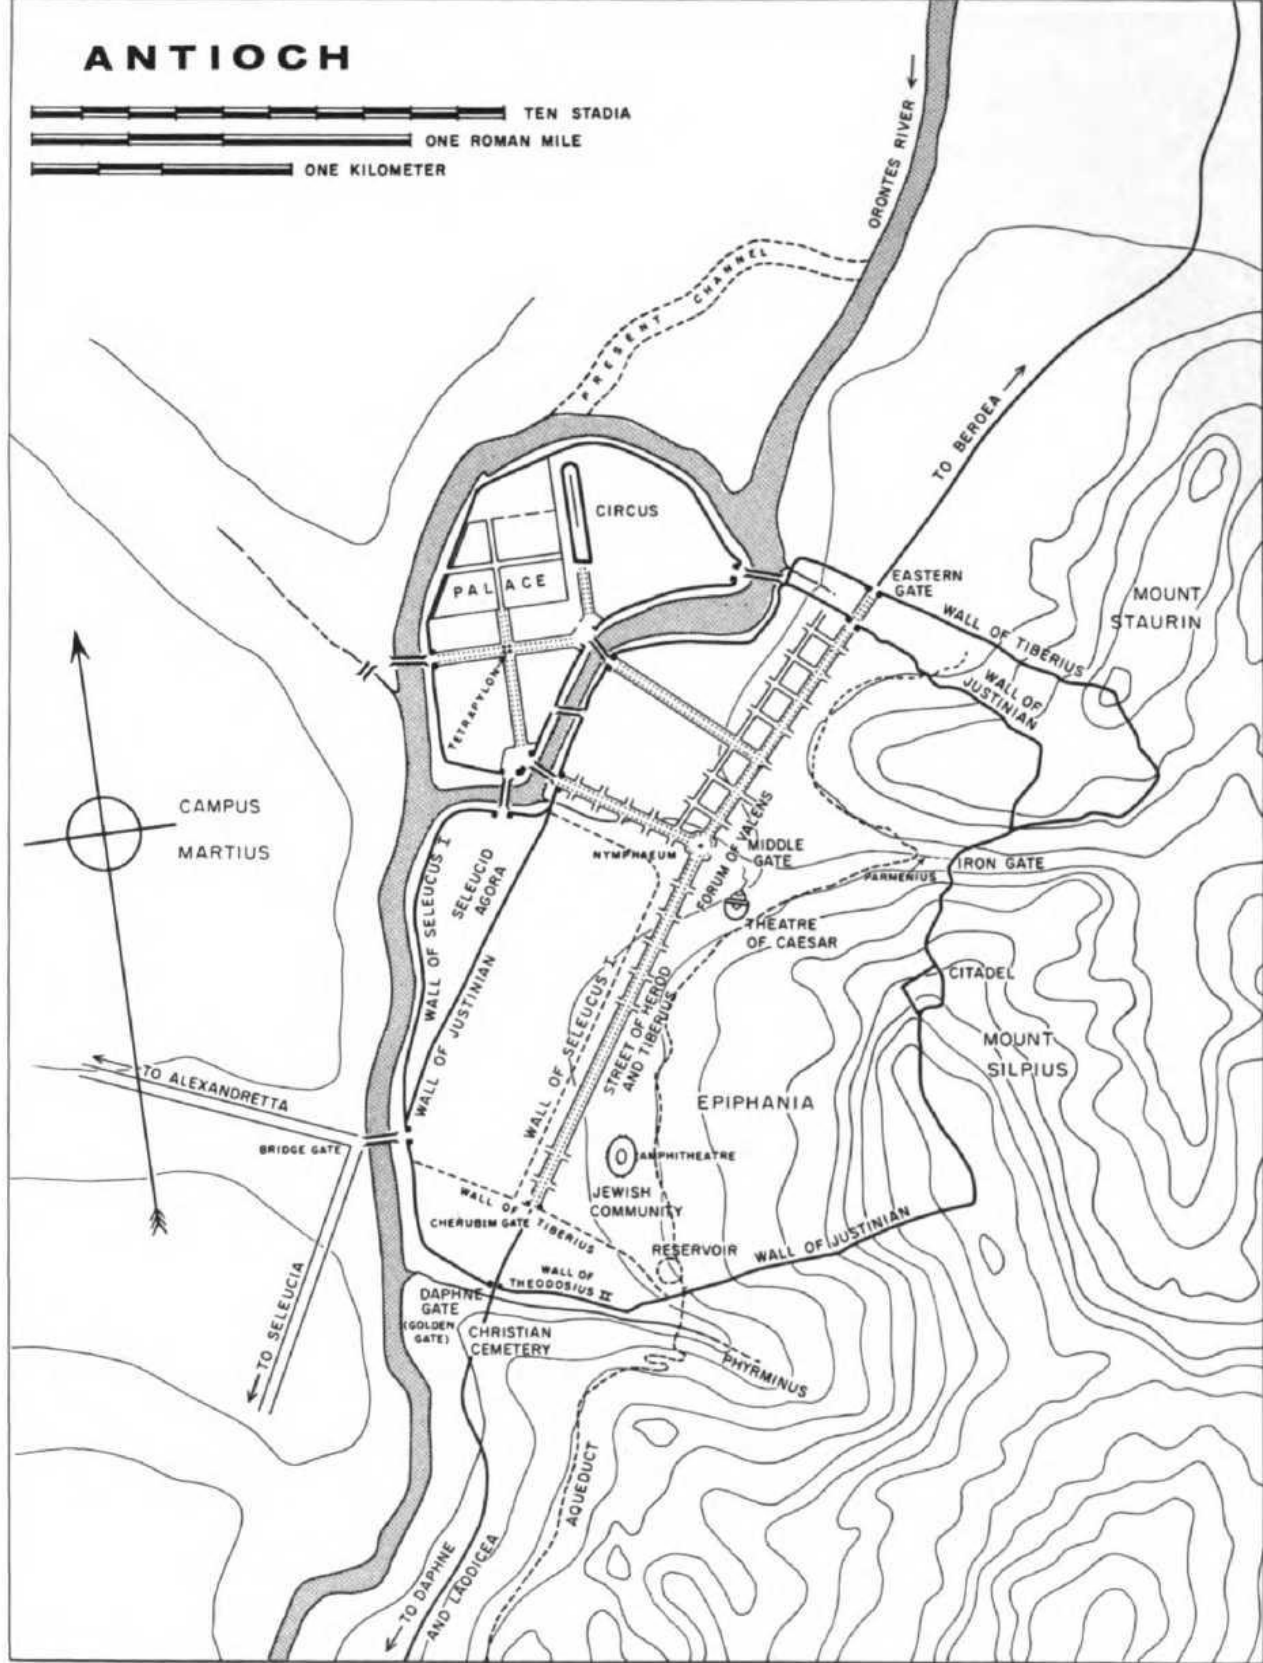 ANTIOCH
TEN STADIA
ONE ROMAN MILE
ONE KILOMETER
ORONTES RIVER
PRESENT CHANNEL
TO BEROEA
CIRCUS
PALACE
EASTERN
GATE
MOUNT
STAURIN
WALL OF TIBERIUS
WALL OF
JUSTINIAN
TETRAPYLON
CAMPUS
MARTIUS
WALL OF SELEUCUS I
SELEUCID
AGORA
NYMPHAEUM
FORUM OF VALENS
MIDDLE
GATE
PARMENIUS
IRON GATE
THEATRE
OF CAESAR
CITADEL
WALL OF JUSTINIAN
WALL OF SELEUCUS I
STREET OF HEROD
AND TIBERIUS
MOUNT
SILPIUS
EPIPHANIA
TO ALEXANDRETTA
BRIDGE GATE
AMPHITHEATRE
JEWISH
COMMUNITY
WALL OF TIBERIUS
CHERUBIM GATE
RESERVOIR
WALL OF JUSTINIAN
WALL OF
THEODOSIUS II
TO SELEUCIA
DAPHNE
GATE
(GOLDEN
GATE)
CHRISTIAN
CEMETERY
PHYRMINUS
AQUEDUCT
TO DAPHNE
AND LAODICEA